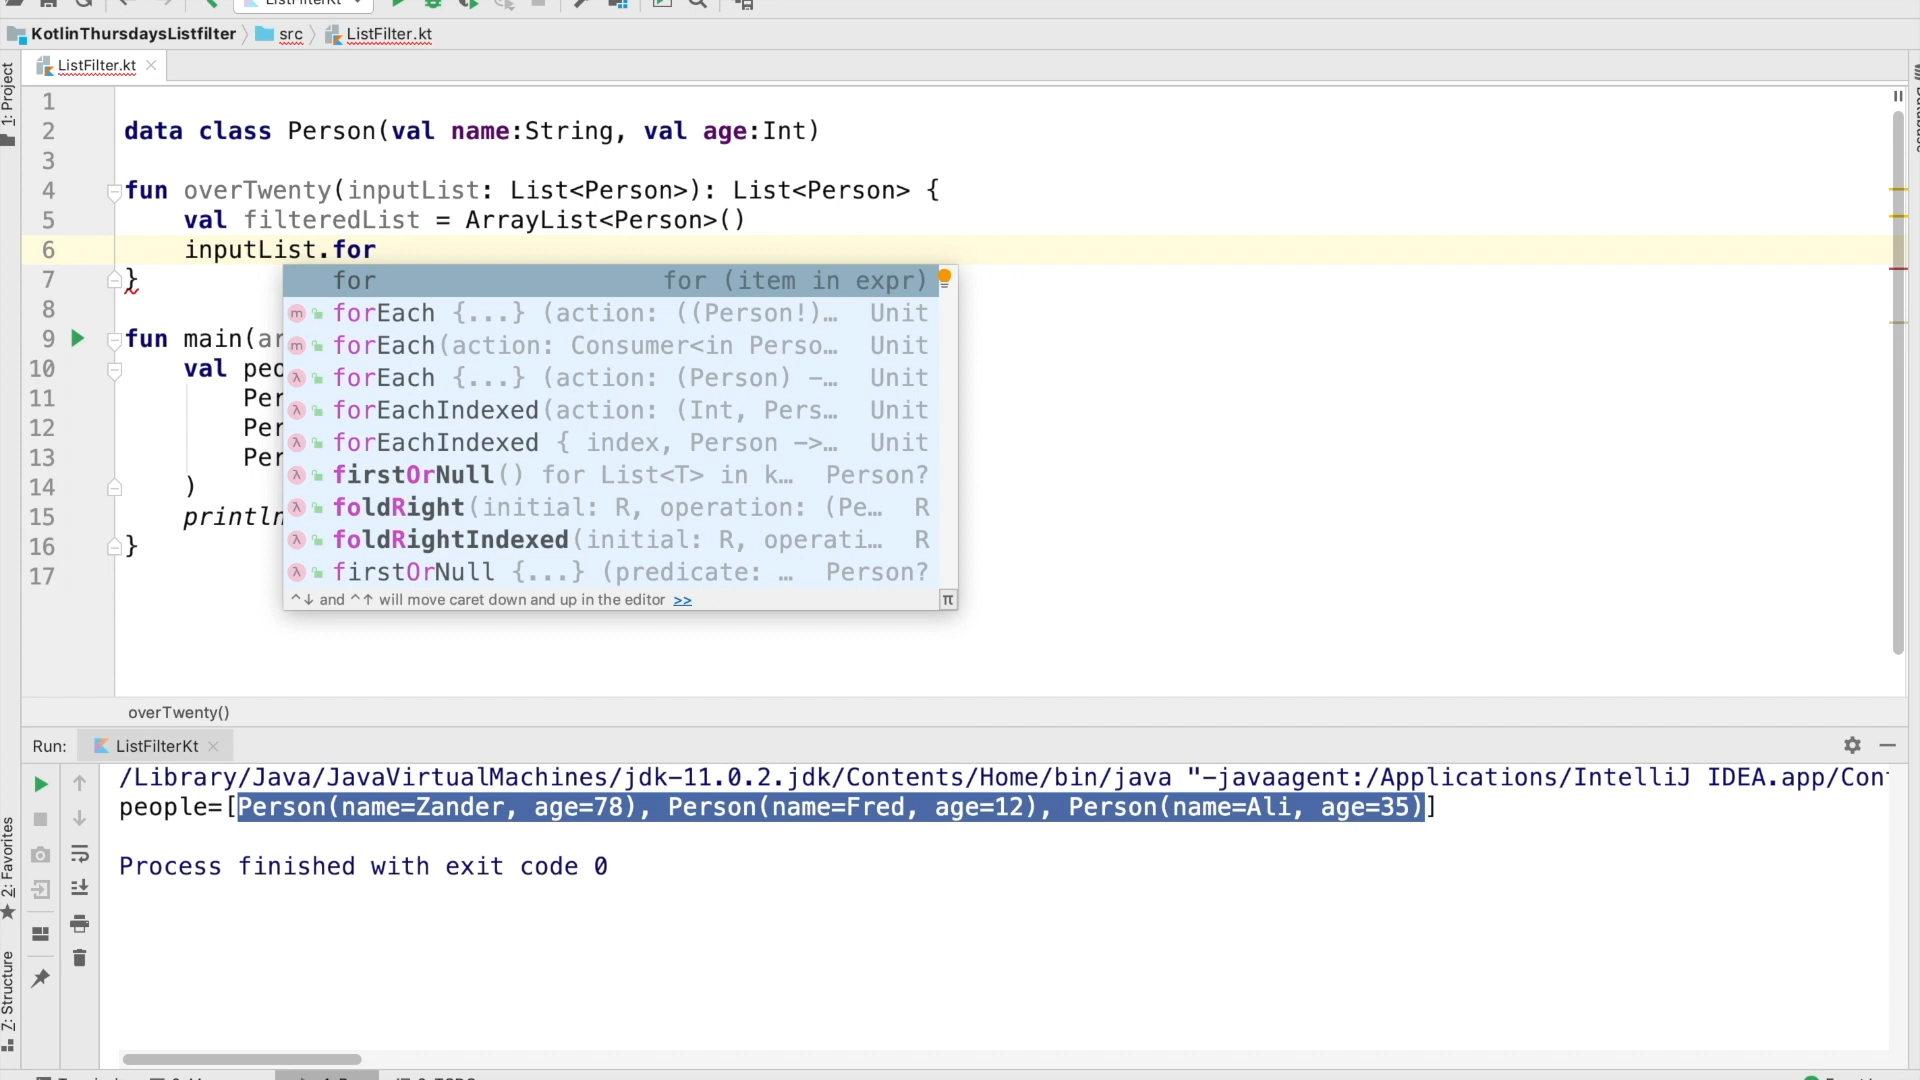 KotlinThursdaysListfilter src ListFilter.kt
ListFilter.kt
1: Project
1
2 data class Person(val name:String, val age:Int)
3
4 fun overTwenty(inputList: List<Person>): List<Person> {
5 val filteredList = ArrayList<Person>()
6 inputList.for
7 }
8
9 fun main(ar
10 val peo
11 Per
12 Per
13 Per
14 )
15 println
16 }
17
for for (item in expr)
forEach {...} (action: ((Person!)… Unit
forEach(action: Consumer<in Perso… Unit
forEach {...} (action: (Person) -… Unit
forEachIndexed(action: (Int, Pers… Unit
forEachIndexed { index, Person ->… Unit
firstOrNull() for List<T> in k… Person?
foldRight(initial: R, operation: (Pe… R
foldRightIndexed(initial: R, operati… R
firstOrNull {...} (predicate: … Person?
^↓ and ^↑ will move caret down and up in the editor >> π
overTwenty()
Run: ListFilterKt
/Library/Java/JavaVirtualMachines/jdk-11.0.2.jdk/Contents/Home/bin/java "-javaagent:/Applications/IntelliJ IDEA.app/Con
people=[Person(name=Zander, age=78), Person(name=Fred, age=12), Person(name=Ali, age=35)]
Process finished with exit code 0
2: Favorites
7: Structure